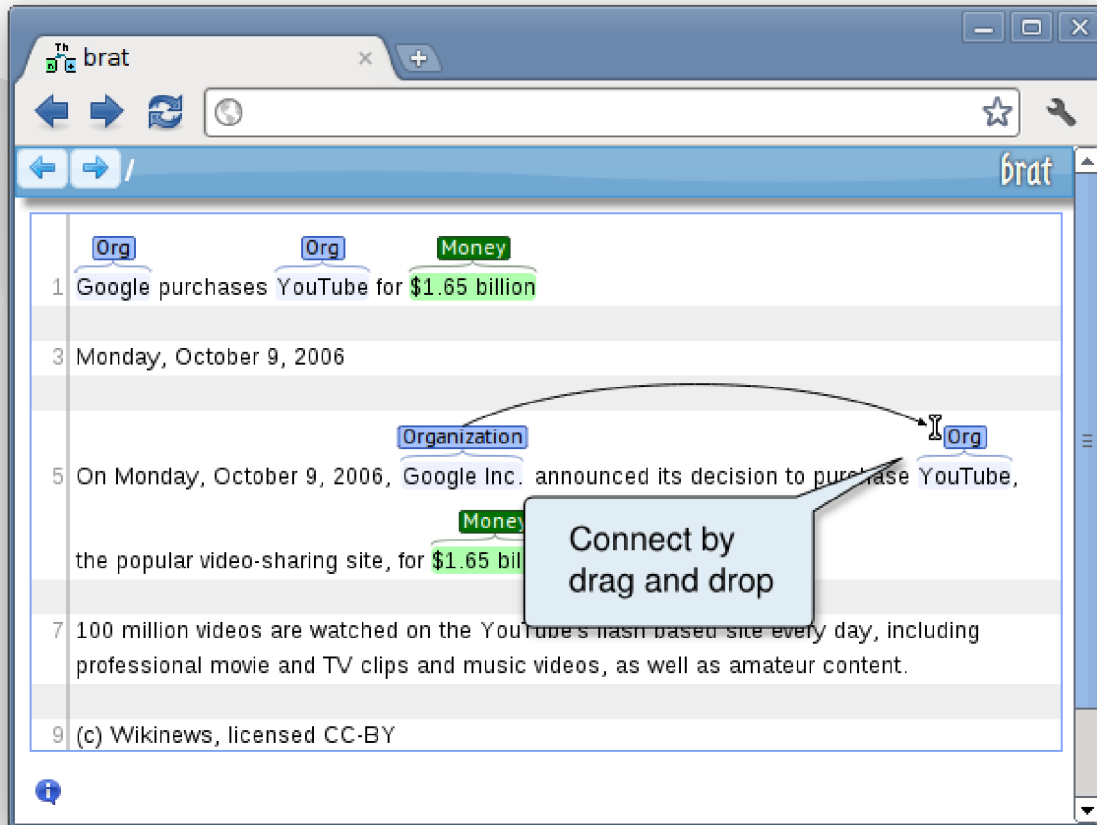 brat
/
brat
Org Org Money
1 Google purchases YouTube for $1.65 billion
3 Monday, October 9, 2006
Organization Org
5 On Monday, October 9, 2006, Google Inc. announced its decision to purchase YouTube,
Money
the popular video-sharing site, for $1.65 bil
Connect by
drag and drop
7 100 million videos are watched on the YouTube's flash based site every day, including
professional movie and TV clips and music videos, as well as amateur content.
9 (c) Wikinews, licensed CC-BY